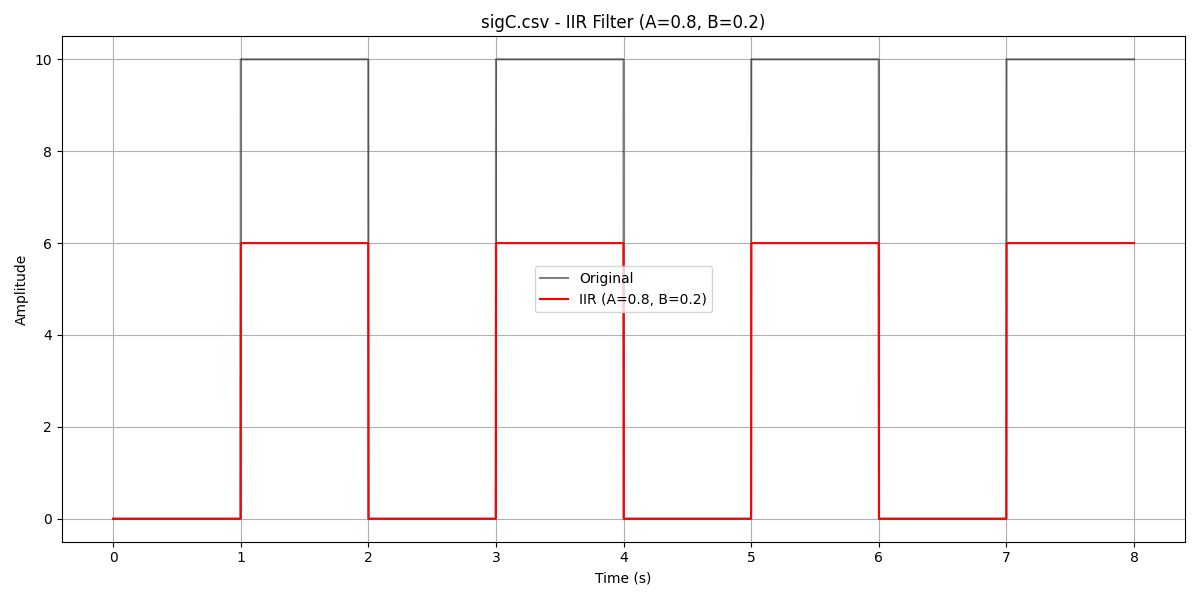 sigC.csv - IIR Filter (A=0.8, B=0.2)
10
8
6
4
2
0
Amplitude
Original
IIR (A=0.8, B=0.2)
0 1 2 3 4 5 6 7 8
Time (s)